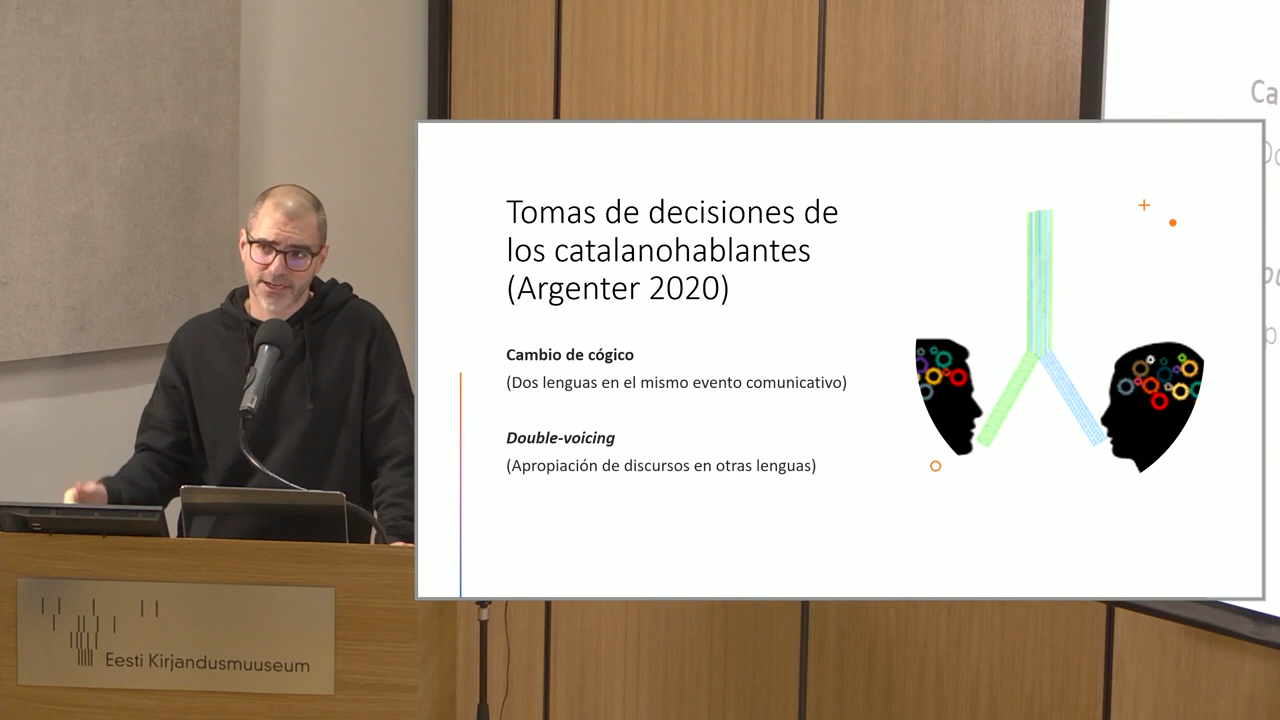 Tomas de decisiones de
los catalanohablantes
(Argenter 2020)
Cambio de cógico
(Dos lenguas en el mismo evento comunicativo)
Double-voicing
(Apropiación de discursos en otras lenguas)
Ca
Eesti Kirjandusmuuseum